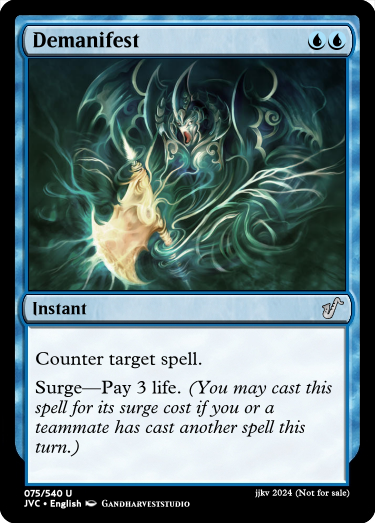 Demanifest
Instant
Counter target spell.
Surge—Pay 3 life. (You may cast this
spell for its surge cost if you or a
teammate has cast another spell this
turn.)
075/540 U
JVC • English GANDHARVESTSTUDIO
jjkv 2024 (Not for sale)